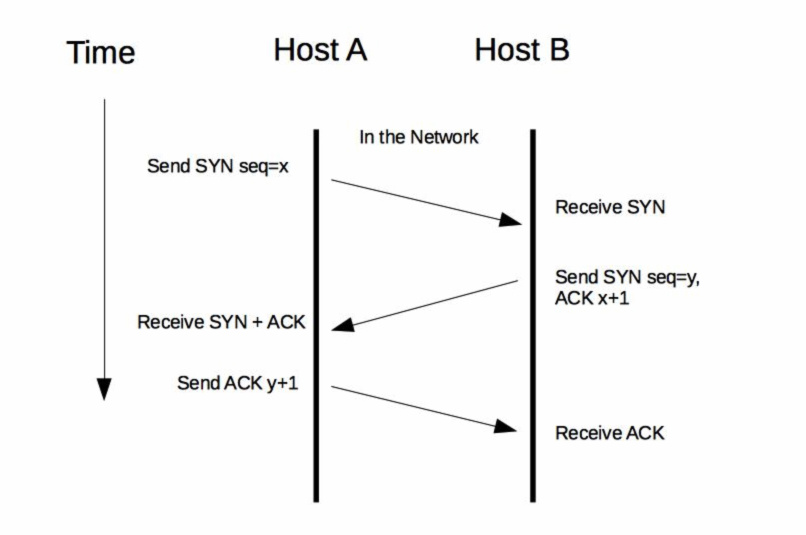 Time
Host A
Host B
In the Network
Send SYN seq=x
Receive SYN
Send SYN seq=y,
ACK x+1
Receive SYN + ACK
Send ACK y+1
Receive ACK